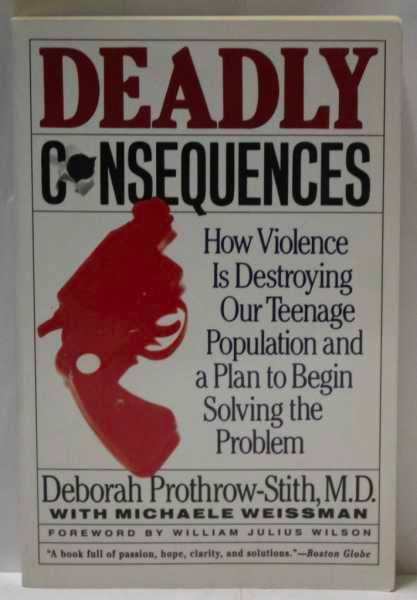 DEADLY
CONSEQUENCES
How Violence
Is Destroying
Our Teenage
Population and
a Plan to Begin
Solving the
Problem
Deborah Prothrow-Stith, M.D.
WITH MICHAELE WEISSMAN
FOREWORD BY WILLIAM JULIUS WILSON
"A book full of passion, hope, clarity, and solutions."—Boston Globe